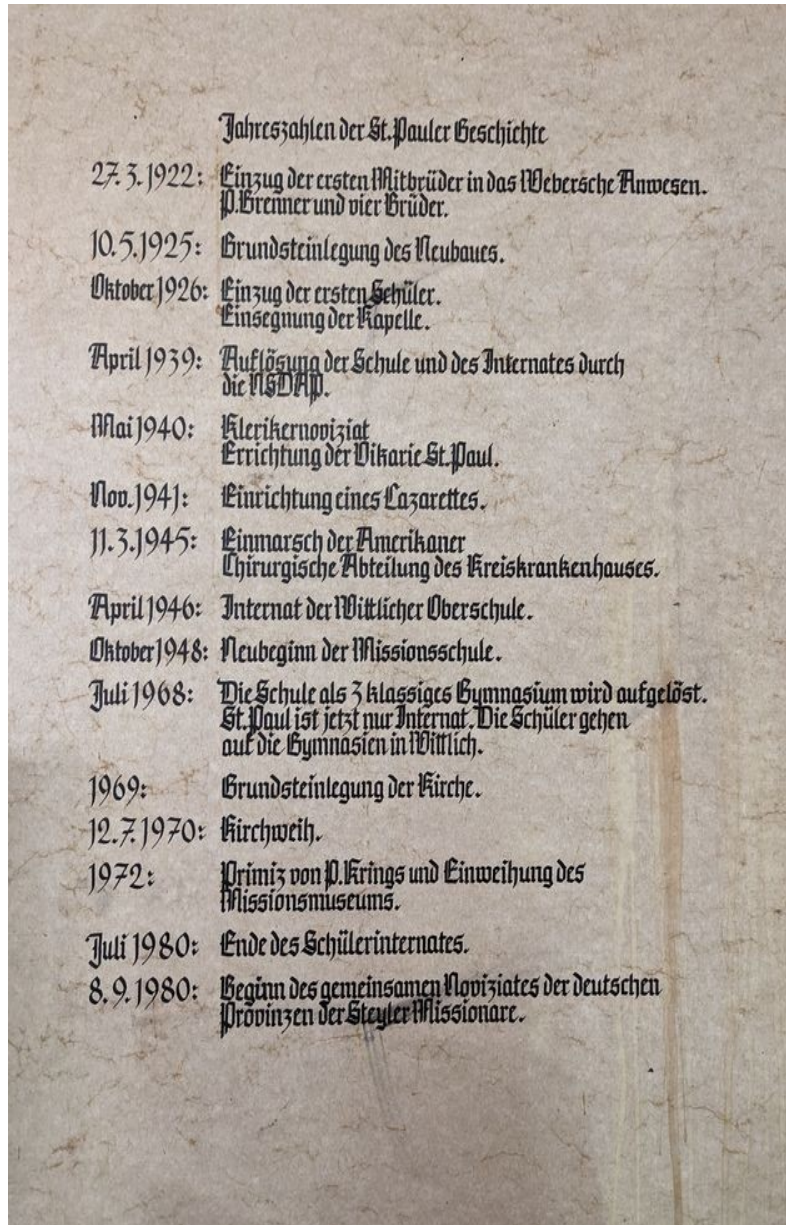 Jahreszahlen der St. Pauler Geschichte
27.3.1922: Einzug der ersten Mitbrüder in das Webersche Anwesen.
P. Brenner und vier Brüder.
10.5.1925: Grundsteinlegung des Neubaues.
Oktober 1926: Einzug der ersten Schüler.
Einsegnung der Kapelle.
April 1939: Auflösung der Schule und des Internates durch
die NSDAP.
Mai 1940: Klerikernoviziat
Errichtung der Vikarie St. Paul.
Nov. 1941: Einrichtung eines Lazarettes.
11.3.1945: Einmarsch der Amerikaner
Chirurgische Abteilung des Kreiskrankenhauses.
April 1946: Internat der Wittlicher Oberschule.
Oktober 1948: Neubeginn der Missionsschule.
Juli 1968: Die Schule als 3 klassiges Gymnasium wird aufgelöst.
St. Paul ist jetzt nur Internat. Die Schüler gehen
auf die Gymnasien in Wittlich.
1969: Grundsteinlegung der Kirche.
12.7.1970: Kirchweih.
1972: Primiz von P. Krings und Einweihung des
Missionsmuseums.
Juli 1980: Ende des Schülerinternates.
8.9.1980: Beginn des gemeinsamen Noviziates der deutschen
Provinzen der Steyler Missionare.